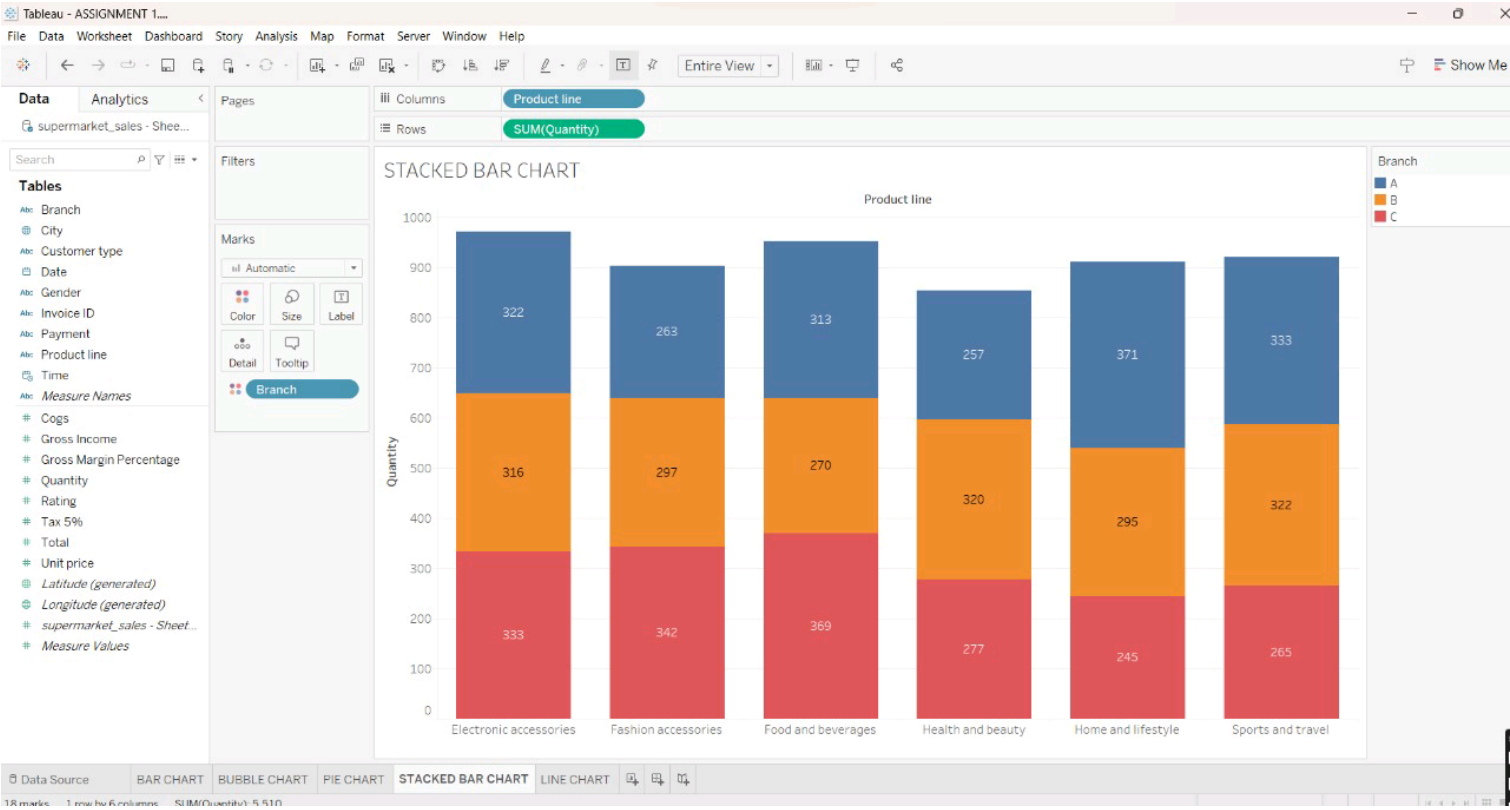 Tableau - ASSIGNMENT 1....
File Data Worksheet Dashboard Story Analysis Map Format Server Window Help
Entire View
Show Me
Data Analytics
supermarket_sales - Shee...
Search
Tables
Branch
City
Customer type
Date
Gender
Invoice ID
Payment
Product line
Time
Measure Names
Cogs
Gross Income
Gross Margin Percentage
Quantity
Rating
Tax 5%
Total
Unit price
Latitude (generated)
Longitude (generated)
supermarket_sales - Sheet...
Measure Values
Pages
Filters
Marks
Automatic
Color Size Label
Detail Tooltip
Branch
Columns Product line
Rows SUM(Quantity)
STACKED BAR CHART
Product line
Quantity
1000
900
800
700
600
500
400
300
200
100
0
322 263 313 257 371 333
316 297 270 320 295 322
333 342 369 277 245 265
Electronic accessories Fashion accessories Food and beverages Health and beauty Home and lifestyle Sports and travel
Branch
A
B
C
Data Source BAR CHART BUBBLE CHART PIE CHART STACKED BAR CHART LINE CHART
18 marks 1 row by 6 columns SUM(Quantity): 5,510